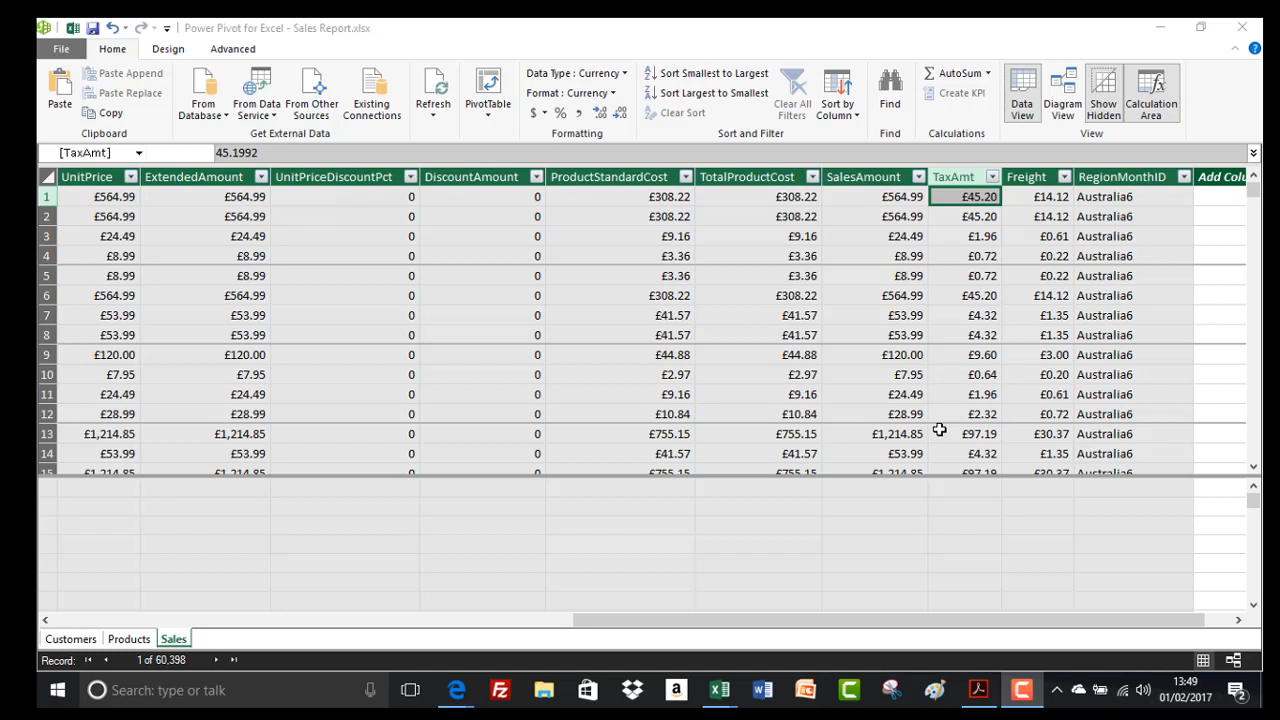 Power Pivot for Excel - Sales Report.xlsx
File Home Design Advanced
Paste
Paste Append
Paste Replace
Copy
Clipboard
From Database
From Data Service
From Other Sources
Existing Connections
Get External Data
Refresh
PivotTable
Data Type : Currency
Format : Currency
$ % ,
Formatting
Sort Smallest to Largest
Sort Largest to Smallest
Clear Sort
Clear All Filters
Sort by Column
Sort and Filter
Find
Find
AutoSum
Create KPI
Calculations
Data View
Diagram View
Show Hidden
Calculation Area
View
[TaxAmt] 45.1992
UnitPrice ExtendedAmount UnitPriceDiscountPct DiscountAmount ProductStandardCost TotalProductCost SalesAmount TaxAmt Freight RegionMonthID Add Colu
1 £564.99 £564.99 0 0 £308.22 £308.22 £564.99 £45.20 £14.12 Australia6
2 £564.99 £564.99 0 0 £308.22 £308.22 £564.99 £45.20 £14.12 Australia6
3 £24.49 £24.49 0 0 £9.16 £9.16 £24.49 £1.96 £0.61 Australia6
4 £8.99 £8.99 0 0 £3.36 £3.36 £8.99 £0.72 £0.22 Australia6
5 £8.99 £8.99 0 0 £3.36 £3.36 £8.99 £0.72 £0.22 Australia6
6 £564.99 £564.99 0 0 £308.22 £308.22 £564.99 £45.20 £14.12 Australia6
7 £53.99 £53.99 0 0 £41.57 £41.57 £53.99 £4.32 £1.35 Australia6
8 £53.99 £53.99 0 0 £41.57 £41.57 £53.99 £4.32 £1.35 Australia6
9 £120.00 £120.00 0 0 £44.88 £44.88 £120.00 £9.60 £3.00 Australia6
10 £7.95 £7.95 0 0 £2.97 £2.97 £7.95 £0.64 £0.20 Australia6
11 £24.49 £24.49 0 0 £9.16 £9.16 £24.49 £1.96 £0.61 Australia6
12 £28.99 £28.99 0 0 £10.84 £10.84 £28.99 £2.32 £0.72 Australia6
13 £1,214.85 £1,214.85 0 0 £755.15 £755.15 £1,214.85 £97.19 £30.37 Australia6
14 £53.99 £53.99 0 0 £41.57 £41.57 £53.99 £4.32 £1.35 Australia6
15 £1,214.85 £1,214.85 0 0 £755.15 £755.15 £1,214.85 £97.19 £30.37 Australia6
Customers Products Sales
Record: 1 of 60,398
Search: type or talk
13:49
01/02/2017
2